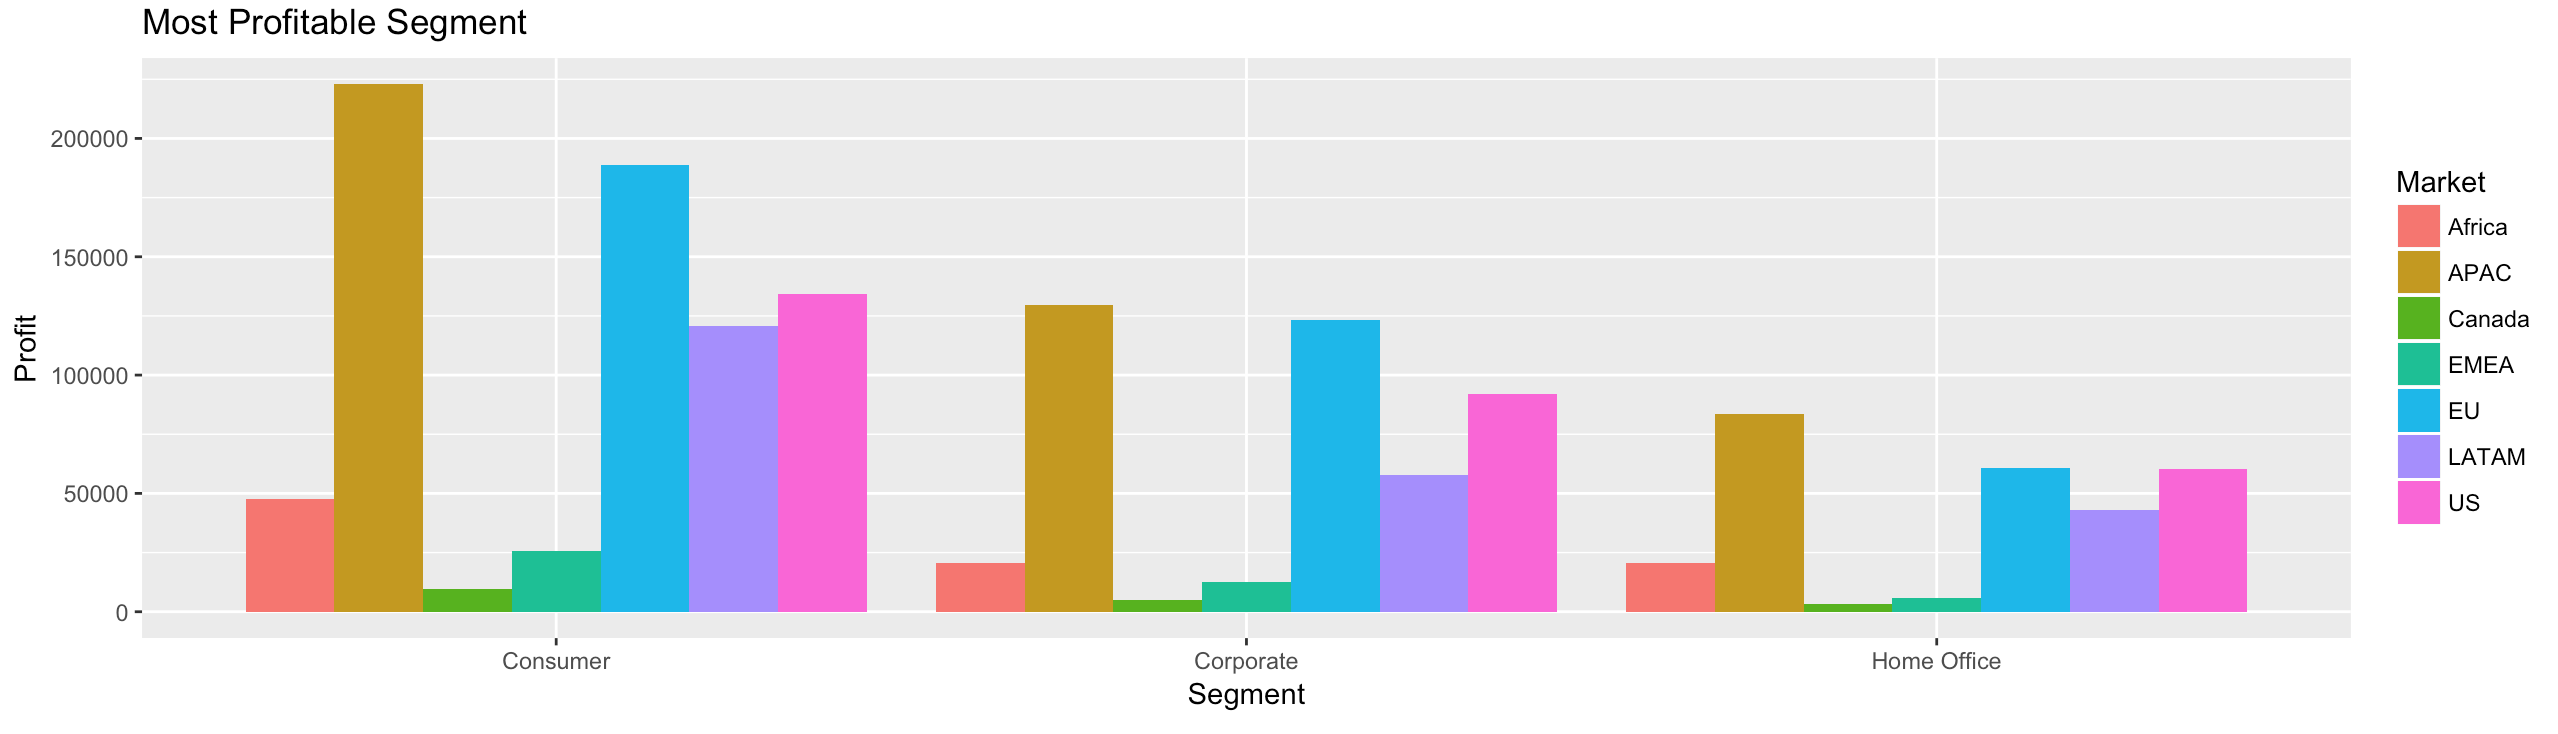 Most Profitable Segment
Profit
200000
150000
100000
50000
0
Consumer
Corporate
Home Office
Segment
Market
Africa
APAC
Canada
EMEA
EU
LATAM
US